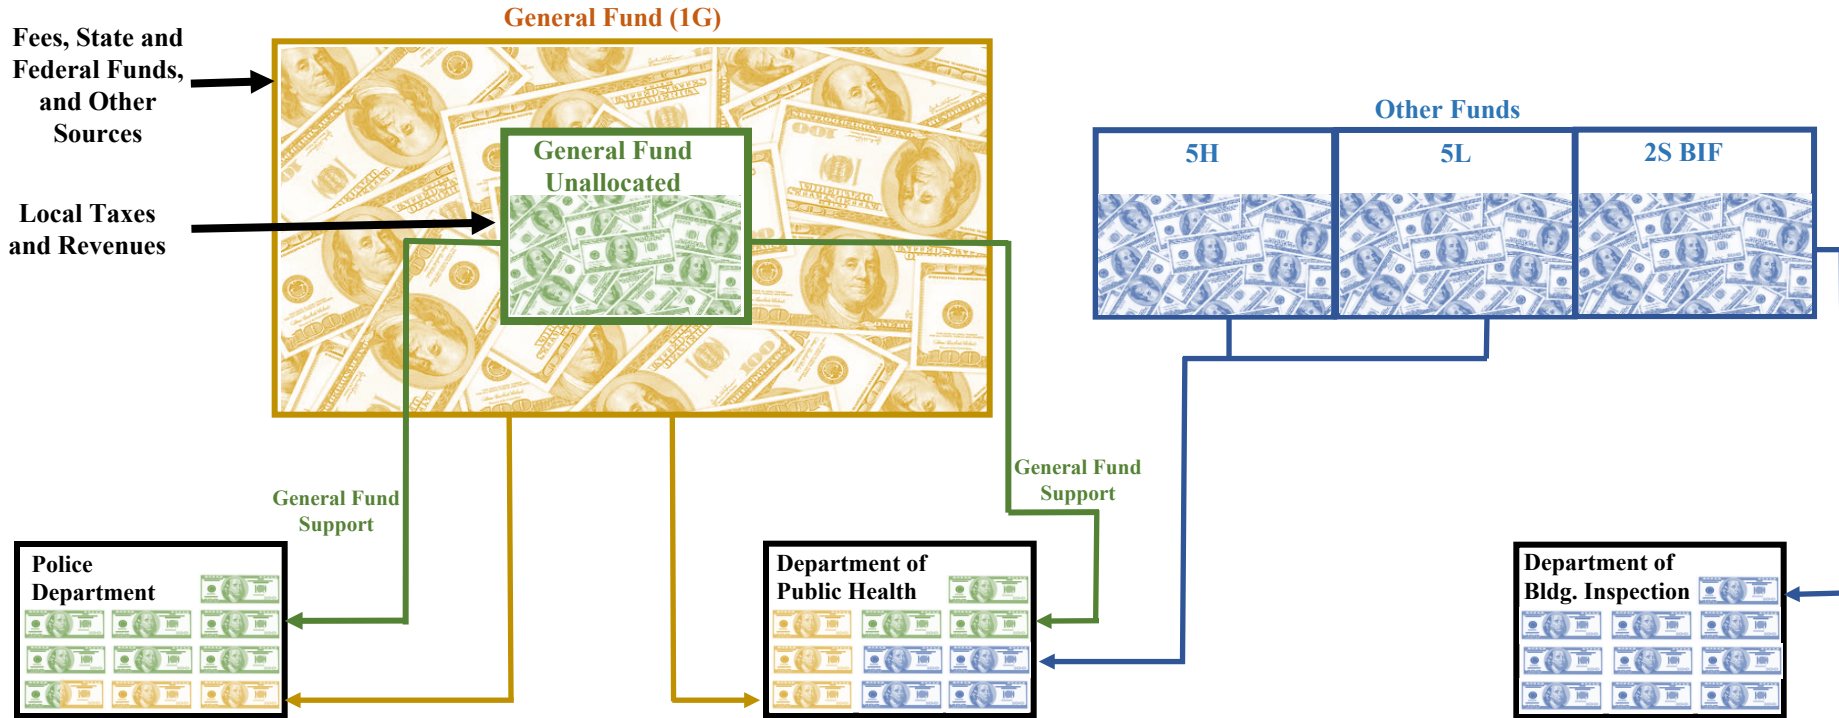 General Fund (1G)
Fees, State and
Federal Funds,
and Other
Sources
Local Taxes
and Revenues
General Fund
Unallocated
Other Funds
5H
5L
2S BIF
General Fund
Support
General Fund
Support
Police
Department
Department of
Public Health
Department of
Bldg. Inspection